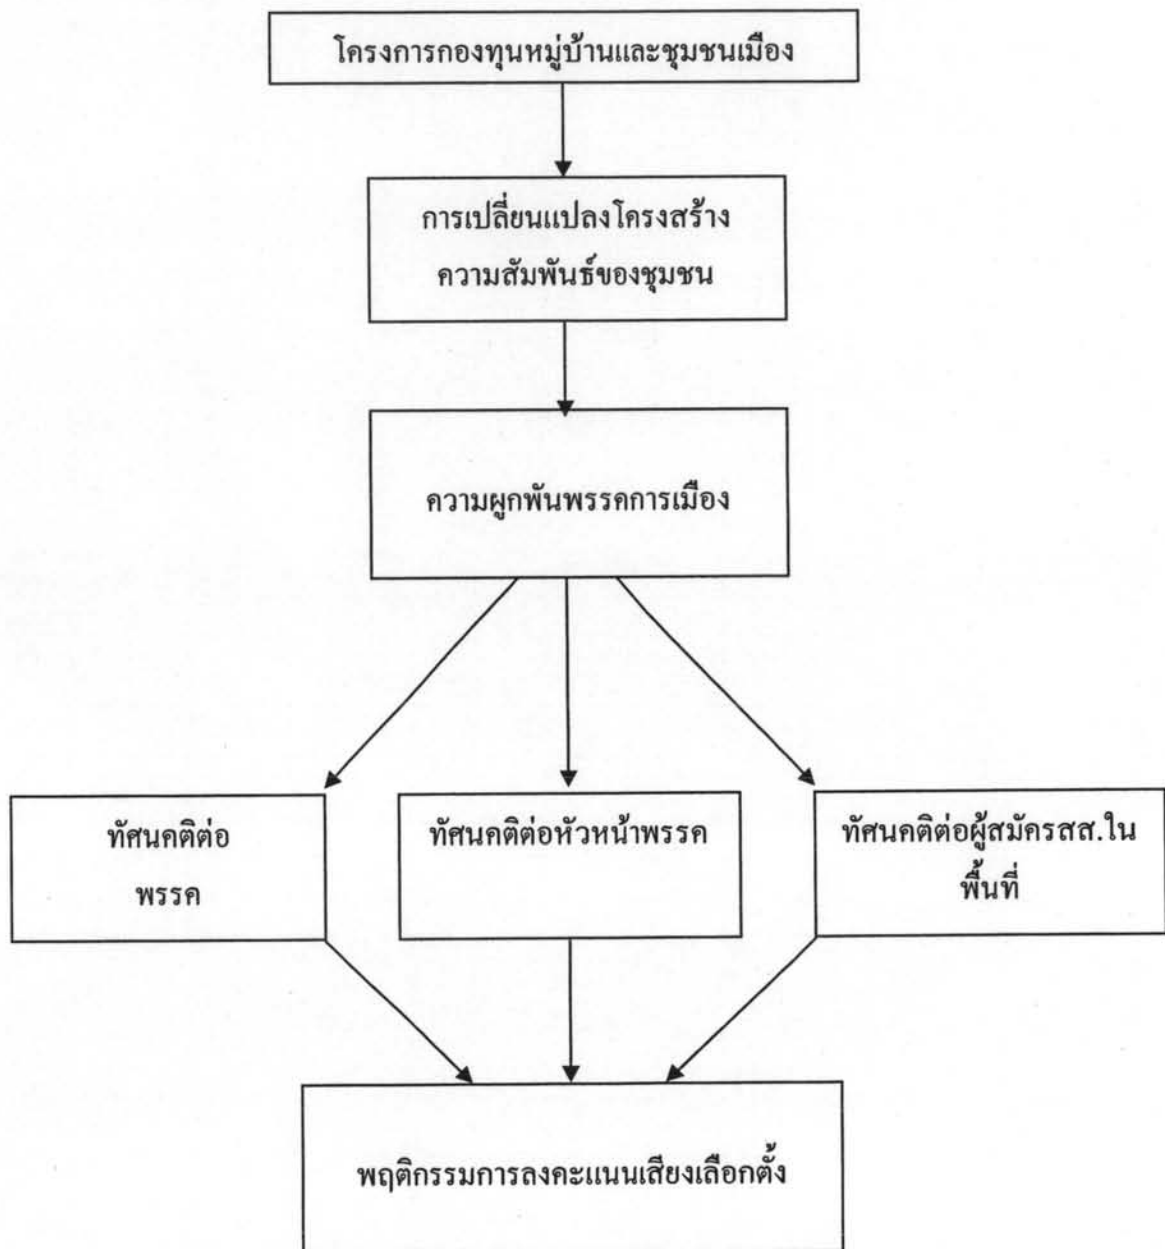 โครงการกองทุนหมู่บ้านและชุมชนเมือง
การเปลี่ยนแปลงโครงสร้าง
ความสัมพันธ์ของชุมชน
ความผูกพันพรรคการเมือง
ทัศนคติต่อ
พรรค
ทัศนคติต่อหัวหน้าพรรค
ทัศนคติต่อผู้สมัครสส.ใน
พื้นที่
พฤติกรรมการลงคะแนนเสียงเลือกตั้ง